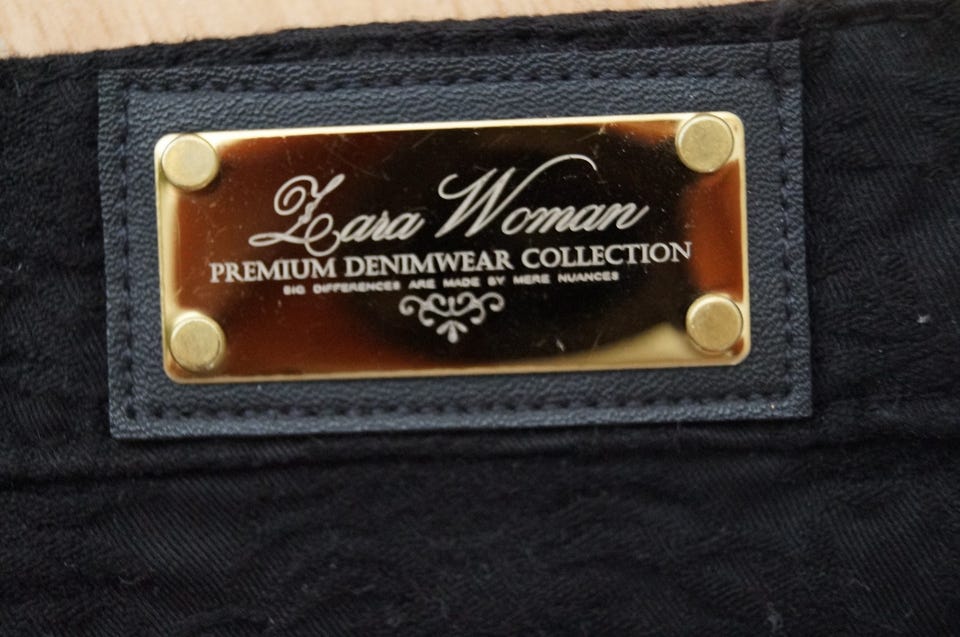 Zara Woman
PREMIUM DENIMWEAR COLLECTION
BIG DIFFERENCES ARE MADE BY MERE NUANCES